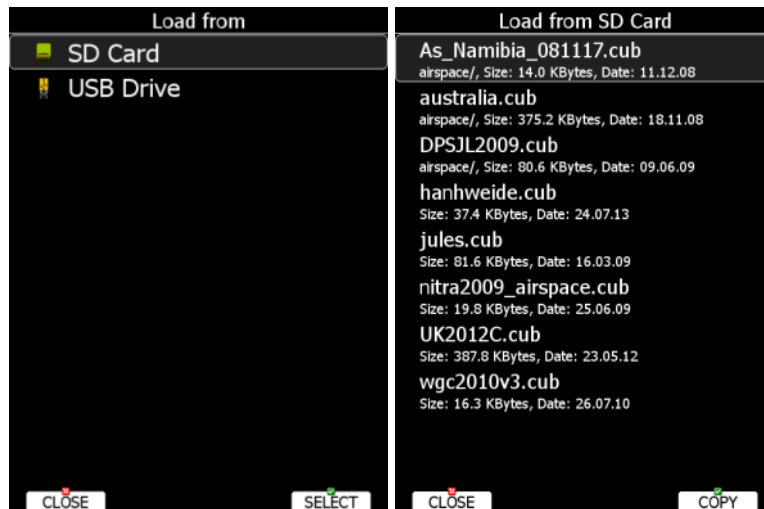 Load from
SD Card
USB Drive
CLOSE
SELECT
Load from SD Card
As_Namibia_081117.cub
airspace/, Size: 14.0 KBytes, Date: 11.12.08
australia.cub
airspace/, Size: 375.2 KBytes, Date: 18.11.08
DPSJL2009.cub
airspace/, Size: 80.6 KBytes, Date: 09.06.09
hanhweide.cub
Size: 37.4 KBytes, Date: 24.07.13
jules.cub
Size: 81.6 KBytes, Date: 16.03.09
nitra2009_airspace.cub
Size: 19.8 KBytes, Date: 25.06.09
UK2012C.cub
Size: 387.8 KBytes, Date: 23.05.12
wgc2010v3.cub
Size: 16.3 KBytes, Date: 26.07.10
CLOSE
COPY